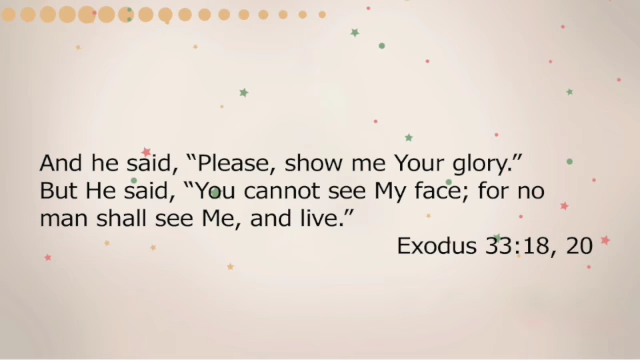 And he said, “Please, show me Your glory.”
But He said, “You cannot see My face; for no
man shall see Me, and live.”
Exodus 33:18, 20